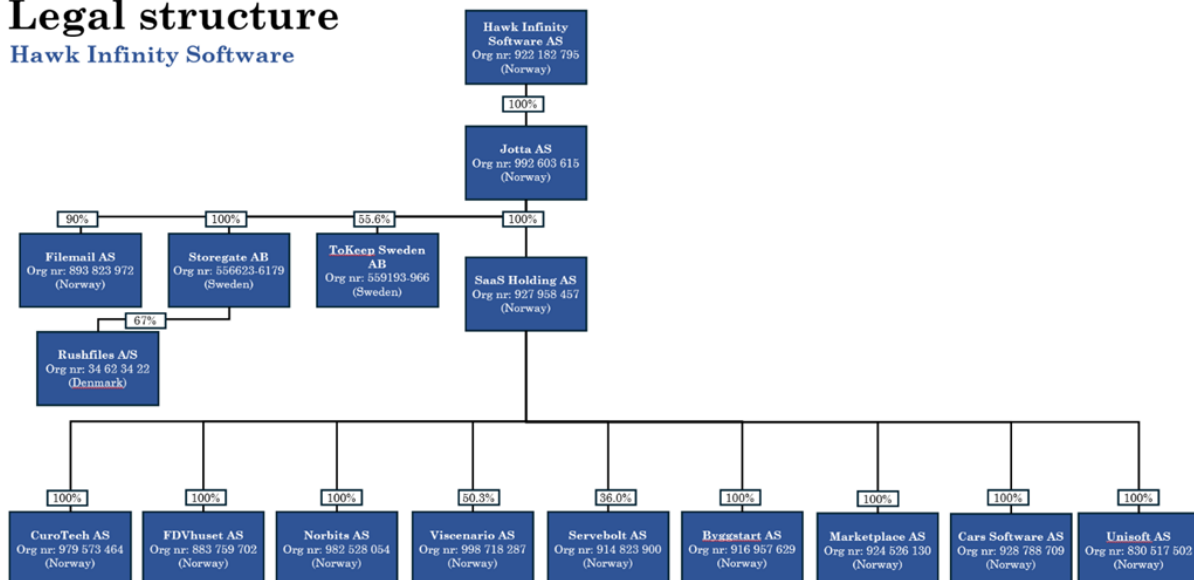 Legal structure
Hawk Infinity Software
Hawk Infinity
Software AS
Org nr: 922 182 795
(Norway)
100%
Jotta AS
Org nr: 992 603 615
(Norway)
90%
100%
55.6%
100%
Filemail AS
Org nr: 893 823 972
(Norway)
Storegate AB
Org nr: 556623-6179
(Sweden)
ToKeep Sweden
AB
Org nr: 559193-966
(Sweden)
SaaS Holding AS
Org nr: 927 958 457
(Norway)
67%
Rushfiles A/S
Org nr: 34 62 34 22
(Denmark)
100%
100%
100%
50.3%
36.0%
100%
100%
100%
100%
CuroTech AS
Org nr: 979 573 464
(Norway)
FDVhuset AS
Org nr: 883 759 702
(Norway)
Norbits AS
Org nr: 982 528 054
(Norway)
Viscenario AS
Org nr: 998 718 287
(Norway)
Servebolt AS
Org nr: 914 823 900
(Norway)
Byggstart AS
Org nr: 916 957 629
(Norway)
Marketplace AS
Org nr: 924 526 130
(Norway)
Cars Software AS
Org nr: 928 788 709
(Norway)
Unisoft AS
Org nr: 830 517 502
(Norway)